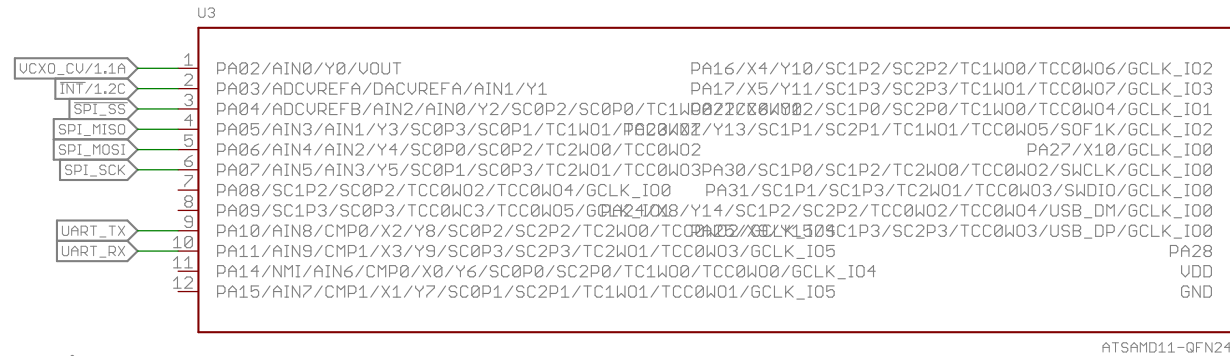 U3
VCXO_CV/1.1A 1 PA02/AIN0/Y0/VOUT PA16/X4/Y10/SC1P2/SC2P2/TC1WO0/TCC0WO6/GCLK_IO2
INT/1.2C 2 PA03/ADCVREFA/DACVREFA/AIN1/Y1 PA17/X5/Y11/SC1P3/SC2P3/TC1WO1/TCC0WO7/GCLK_IO3
SPI_SS 3 PA04/ADCVREFB/AIN2/AIN0/Y2/SC0P2/SC0P0/ /SC1P0/SC2P0/TC1WO0/TCC0WO4/GCLK_IO1
SPI_MISO 4 PA05/AIN3/AIN1/Y3/SC0P3/SC0P1/TC1WO1/ /Y13/SC1P1/SC2P1/TC1WO1/TCC0WO5/SOF1K/GCLK_IO2
SPI_MOSI 5 PA06/AIN4/AIN2/Y4/SC0P0/SC0P2/TC2WO0/TCC0WO2 PA27/X10/GCLK_IO0
SPI_SCK 6 PA07/AIN5/AIN3/Y5/SC0P1/SC0P3/TC2WO1/TCC0WO3 PA30/SC1P0/SC1P2/TC2WO0/TCC0WO2/SWCLK/GCLK_IO0
7 PA08/SC1P2/SC0P2/TCC0WO2/TCC0WO4/GCLK_IO0 PA31/SC1P1/SC1P3/TC2WO1/TCC0WO3/SWDIO/GCLK_IO0
8 PA09/SC1P3/SC0P3/TCC0WC3/TCC0WO5/ /Y14/SC1P2/SC2P2/TCC0WO2/TCC0WO4/USB_DM/GCLK_IO0
UART_TX 9 PA10/AIN8/CMP0/X2/Y8/SC0P2/SC2P2/TC2WO0/ /SC1P3/SC2P3/TCC0WO3/USB_DP/GCLK_IO0
UART_RX 10 PA11/AIN9/CMP1/X3/Y9/SC0P3/SC2P3/TC2WO1/TCC0WO3/GCLK_IO5 PA28
11 PA14/NMI/AIN6/CMP0/X0/Y6/SC0P0/SC2P0/TC1WO0/TCC0WO0/GCLK_IO4 VDD
12 PA15/AIN7/CMP1/X1/Y7/SC0P1/SC2P1/TC1WO1/TCC0WO1/GCLK_IO5 GND
ATSAMD11-QFN24